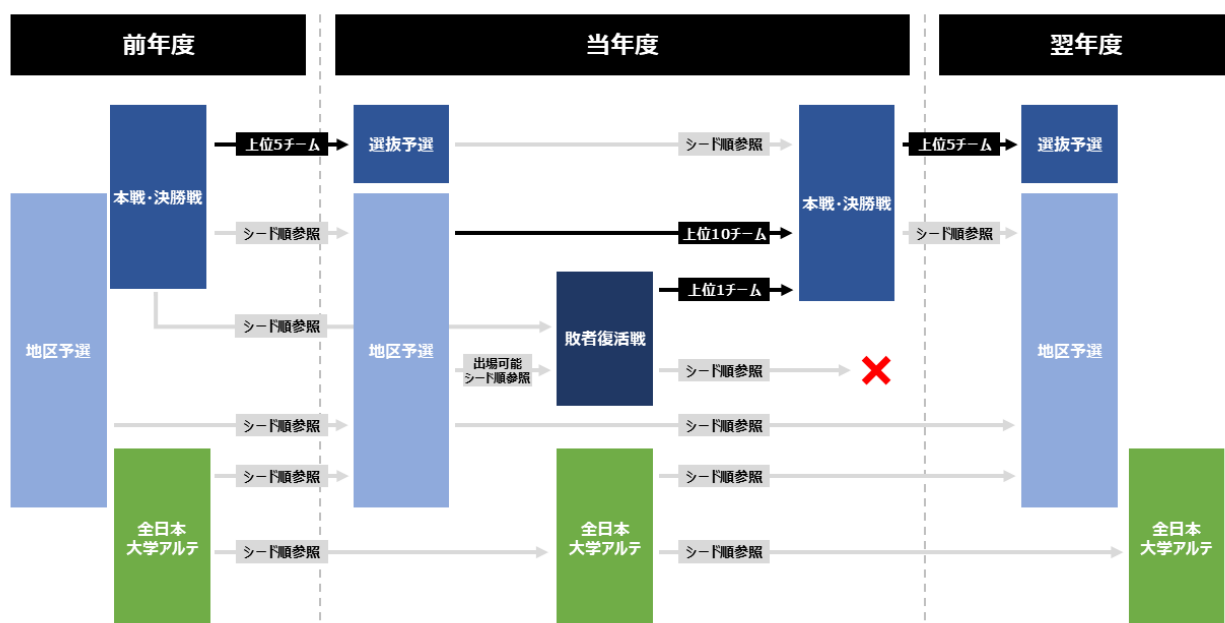 前年度
当年度
翌年度
本戦・決勝戦
上位5チーム
選抜予選
シード順参照
本戦・決勝戦
上位5チーム
選抜予選
シード順参照
上位10チーム
シード順参照
上位1チーム
地区予選
シード順参照
地区予選
敗者復活戦
地区予選
出場可能
シード順参照
シード順参照
シード順参照
シード順参照
シード順参照
シード順参照
全日本
大学アルテ
シード順参照
全日本
大学アルテ
シード順参照
全日本
大学アルテ